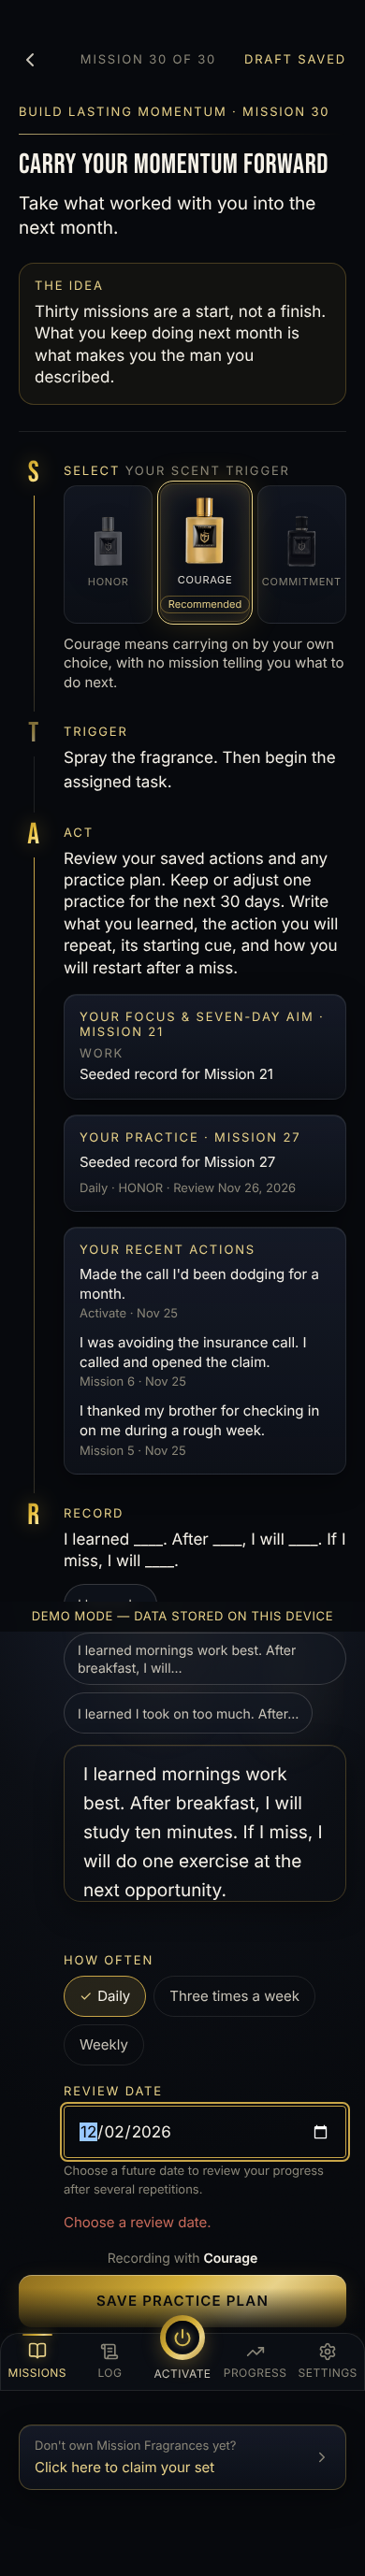 MISSION 30 OF 30
DRAFT SAVED
BUILD LASTING MOMENTUM · MISSION 30
CARRY YOUR MOMENTUM FORWARD
Take what worked with you into the
next month.
THE IDEA
Thirty missions are a start, not a finish.
What you keep doing next month is
what makes you the man you
described.
S
SELECT YOUR SCENT TRIGGER
HONOR
COURAGE
Recommended
COMMITMENT
Courage means carrying on by your own
choice, with no mission telling you what to
do next.
T
TRIGGER
Spray the fragrance. Then begin the
assigned task.
A
ACT
Review your saved actions and any
practice plan. Keep or adjust one
practice for the next 30 days. Write
what you learned, the action you will
repeat, its starting cue, and how you
will restart after a miss.
YOUR FOCUS & SEVEN-DAY AIM ·
MISSION 21
WORK
Seeded record for Mission 21
YOUR PRACTICE · MISSION 27
Seeded record for Mission 27
Daily · HONOR · Review Nov 26, 2026
YOUR RECENT ACTIONS
Made the call I'd been dodging for a
month.
Activate · Nov 25
I was avoiding the insurance call. I
called and opened the claim.
Mission 6 · Nov 25
I thanked my brother for checking in
on me during a rough week.
Mission 5 · Nov 25
R
RECORD
I learned ____. After ____, I will ____. If I
miss, I will ____.
DEMO MODE — DATA STORED ON THIS DEVICE
I learned mornings work best. After
breakfast, I will...
I learned I took on too much. After...
I learned mornings work
best. After breakfast, I will
study ten minutes. If I miss, I
will do one exercise at the
next opportunity.
HOW OFTEN
✓ Daily
Three times a week
Weekly
REVIEW DATE
12/02/2026
Choose a future date to review your progress
after several repetitions.
Choose a review date.
Recording with Courage
SAVE PRACTICE PLAN
MISSIONS
LOG
ACTIVATE
PROGRESS
SETTINGS
Don't own Mission Fragrances yet?
Click here to claim your set